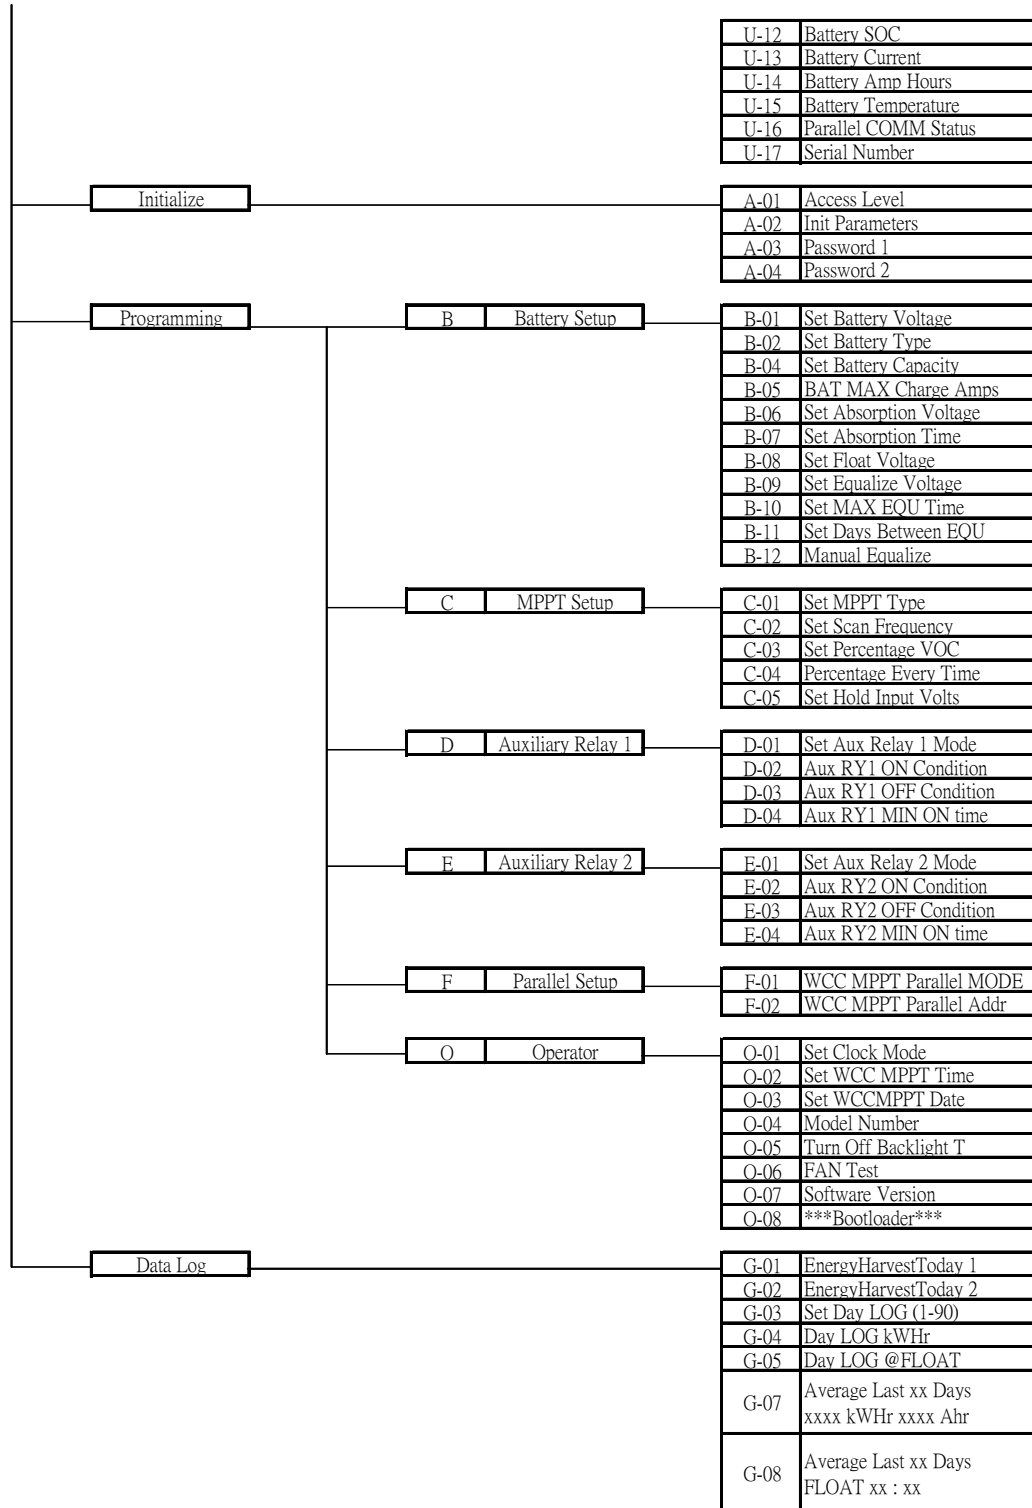 U-12 Battery SOC
U-13 Battery Current
U-14 Battery Amp Hours
U-15 Battery Temperature
U-16 Parallel COMM Status
U-17 Serial Number
Initialize A-01 Access Level
A-02 Init Parameters
A-03 Password 1
A-04 Password 2
Programming B Battery Setup B-01 Set Battery Voltage
B-02 Set Battery Type
B-04 Set Battery Capacity
B-05 BAT MAX Charge Amps
B-06 Set Absorption Voltage
B-07 Set Absorption Time
B-08 Set Float Voltage
B-09 Set Equalize Voltage
B-10 Set MAX EQU Time
B-11 Set Days Between EQU
B-12 Manual Equalize
C MPPT Setup C-01 Set MPPT Type
C-02 Set Scan Frequency
C-03 Set Percentage VOC
C-04 Percentage Every Time
C-05 Set Hold Input Volts
D Auxiliary Relay 1 D-01 Set Aux Relay 1 Mode
D-02 Aux RY1 ON Condition
D-03 Aux RY1 OFF Condition
D-04 Aux RY1 MIN ON time
E Auxiliary Relay 2 E-01 Set Aux Relay 2 Mode
E-02 Aux RY2 ON Condition
E-03 Aux RY2 OFF Condition
E-04 Aux RY2 MIN ON time
F Parallel Setup F-01 WCC MPPT Parallel MODE
F-02 WCC MPPT Parallel Addr
O Operator O-01 Set Clock Mode
O-02 Set WCC MPPT Time
O-03 Set WCCMPPT Date
O-04 Model Number
O-05 Turn Off Backlight T
O-06 FAN Test
O-07 Software Version
O-08 ***Bootloader***
Data Log G-01 EnergyHarvestToday 1
G-02 EnergyHarvestToday 2
G-03 Set Day LOG (1-90)
G-04 Day LOG kWHr
G-05 Day LOG @FLOAT
G-07 Average Last xx Days
xxxx kWHr xxxx Ahr
G-08 Average Last xx Days
FLOAT xx : xx